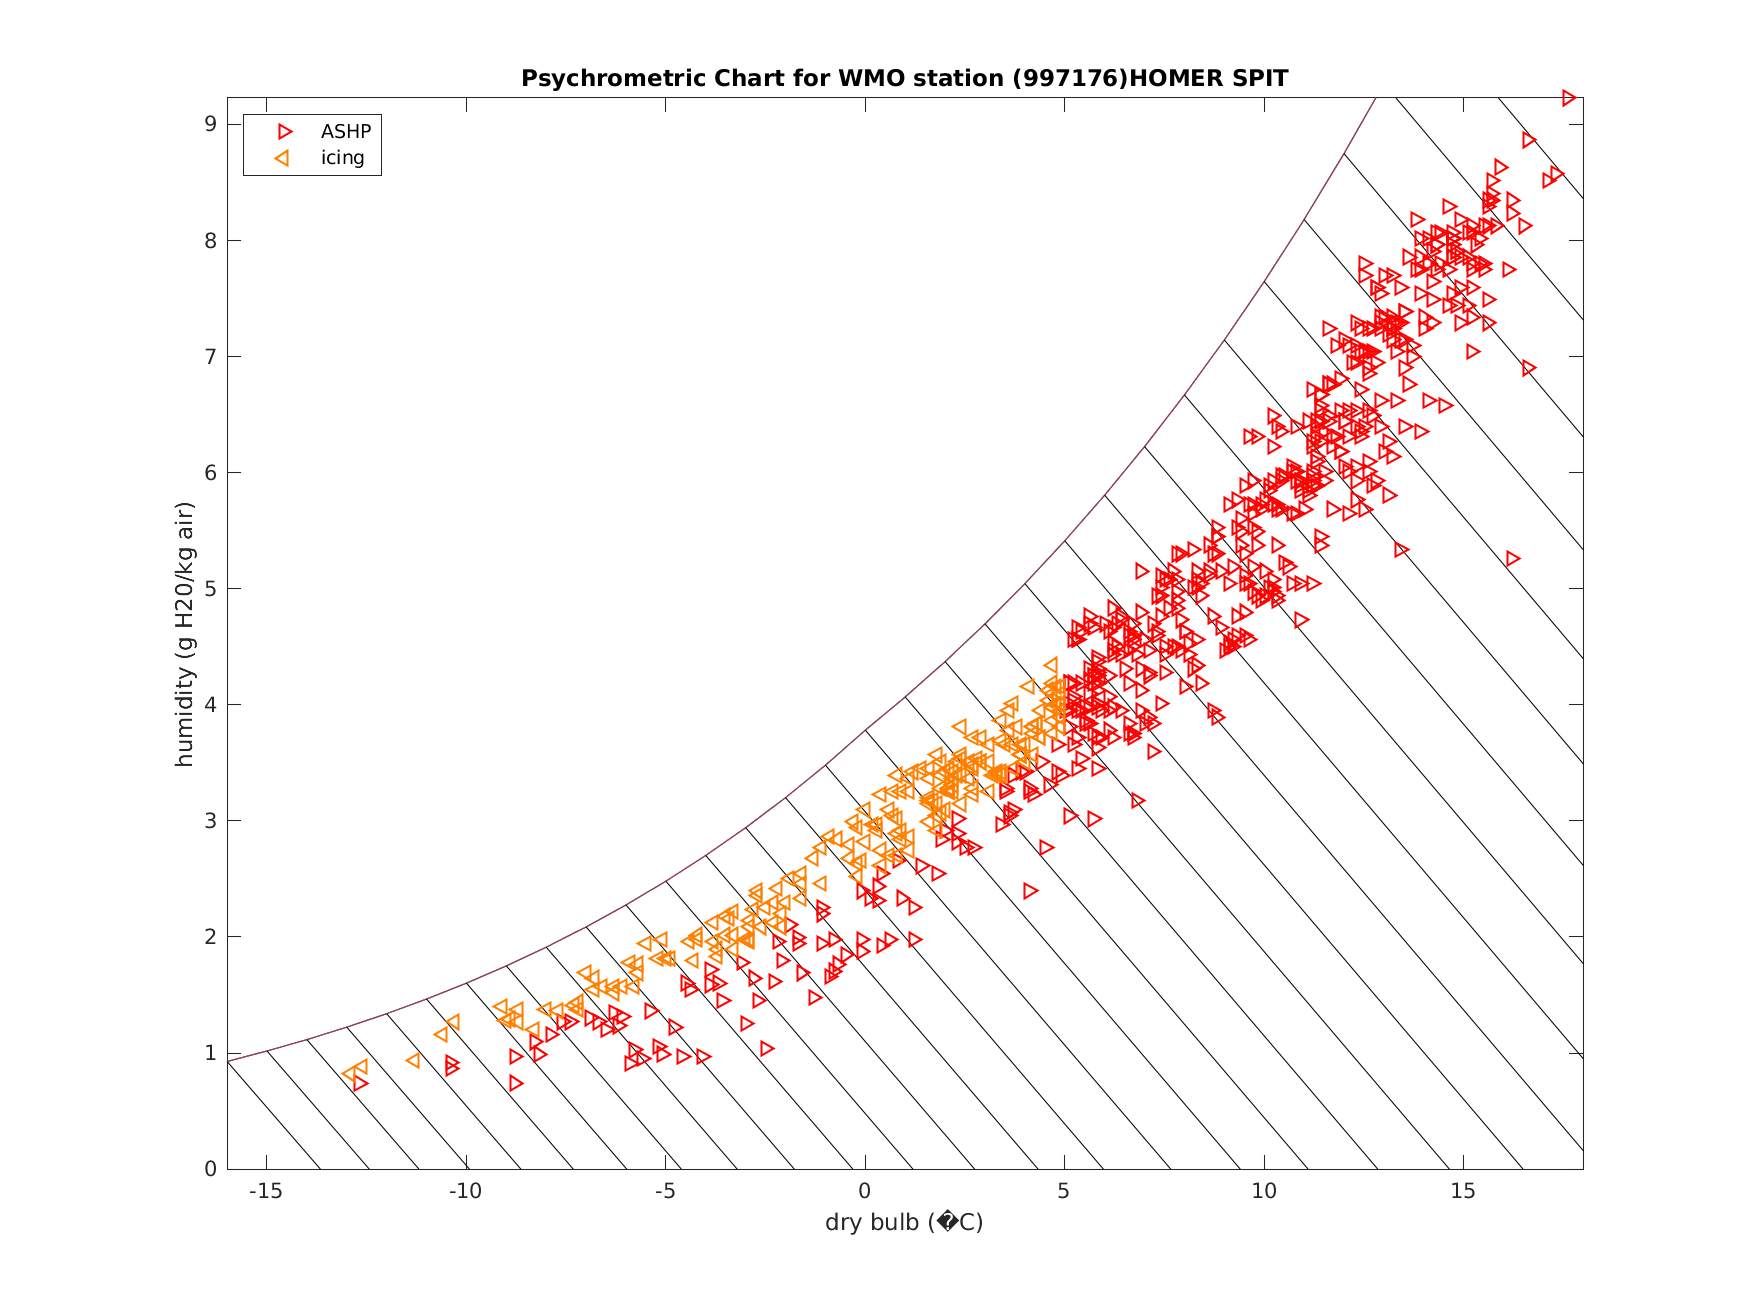 Psychrometric Chart for WMO station (997176)HOMER SPIT
ASHP
icing
9
8
7
6
5
4
3
2
1
0
humidity (g H20/kg air)
-15 -10 -5 0 5 10 15
dry bulb (�C)